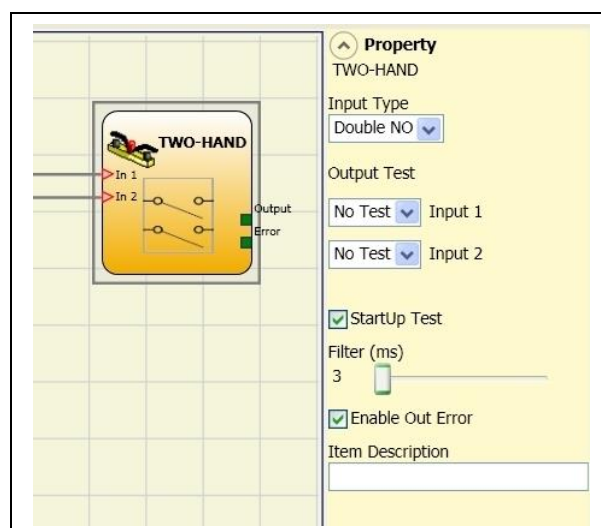 TWO-HAND
In 1
In 2
Output
Error
Property
TWO-HAND
Input Type
Double NO
Output Test
No Test Input 1
No Test Input 2
StartUp Test
Filter (ms)
3
Enable Out Error
Item Description